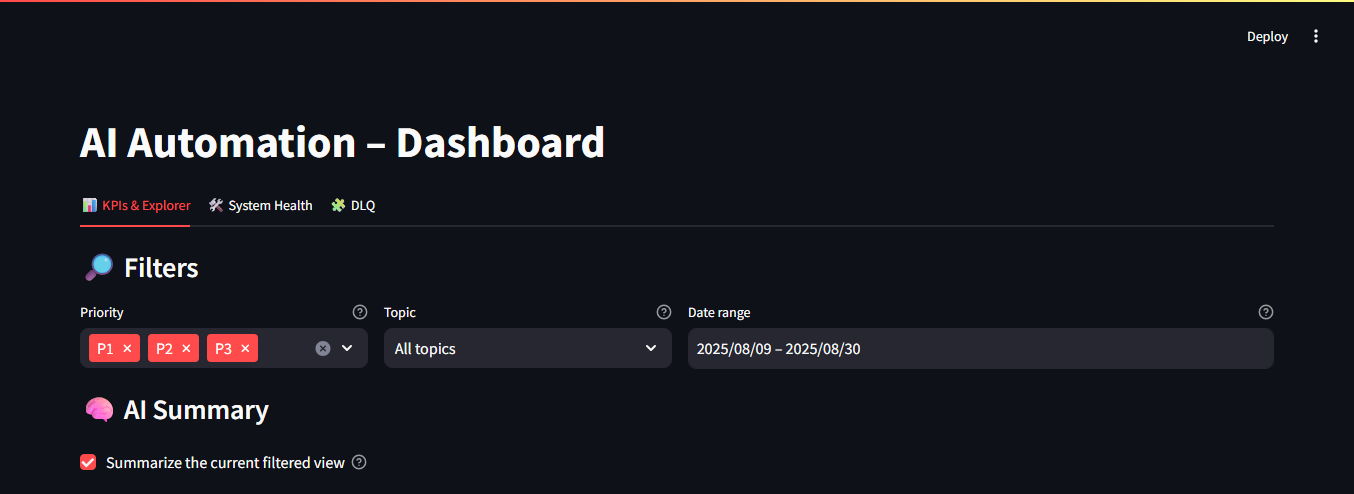 Deploy
AI Automation – Dashboard
KPIs & Explorer System Health DLQ
Filters
Priority Topic Date range
P1 P2 P3 All topics 2025/08/09 – 2025/08/30
AI Summary
Summarize the current filtered view